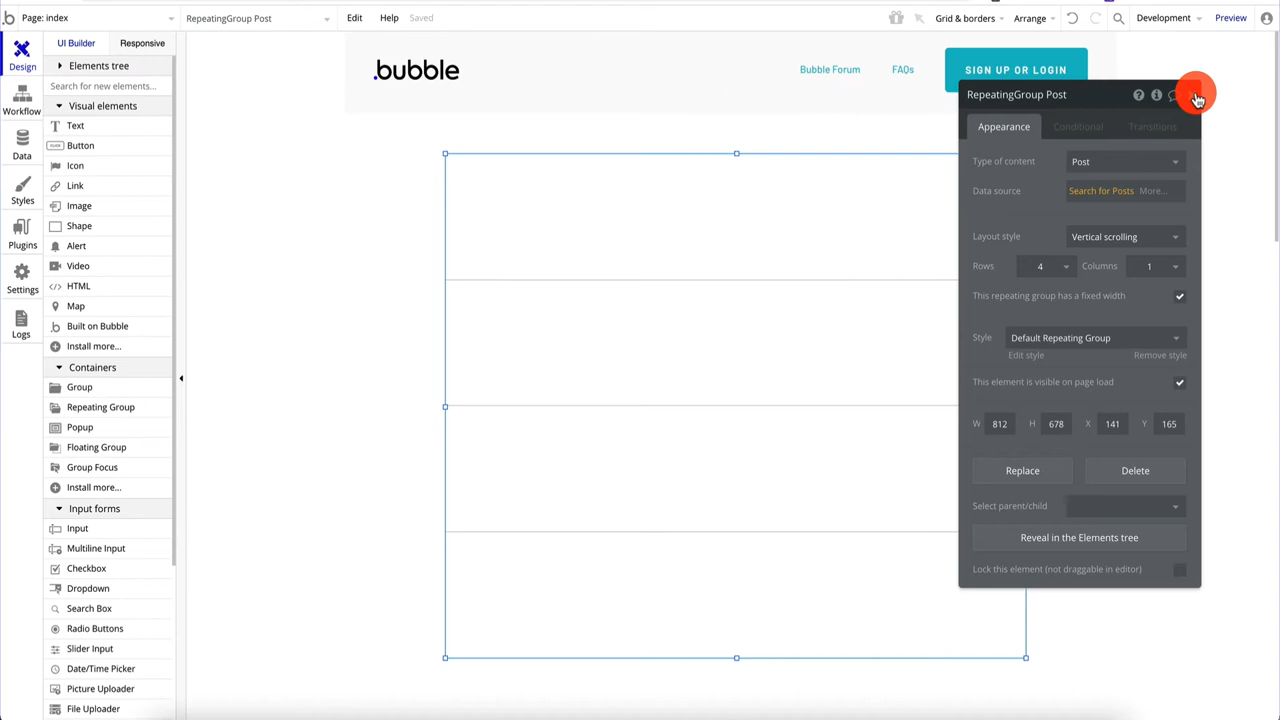 Page: index
RepeatingGroup Post
Edit
Help
Saved
Grid & borders
Arrange
Development
Preview
Design
Workflow
Data
Styles
Plugins
Settings
Logs
UI Builder
Responsive
Elements tree
Search for new elements...
Visual elements
Text
CLICK
Button
Icon
Link
Image
Shape
Alert
Video
</> HTML
Map
Built on Bubble
Install more...
Containers
Group
Repeating Group
Popup
Floating Group
Group Focus
Install more...
Input forms
Input
Multiline Input
Checkbox
Dropdown
Search Box
Radio Buttons
Slider Input
Date/Time Picker
Picture Uploader
File Uploader
.bubble
Bubble Forum
FAQs
SIGN UP OR LOGIN
RepeatingGroup Post
Appearance
Conditional
Transitions
Type of content
Post
Data source
Search for Posts More...
Layout style
Vertical scrolling
Rows 4 Columns 1
This repeating group has a fixed width
Style
Default Repeating Group
Edit style
Remove style
This element is visible on page load
W 812 H 678 X 141 Y 165
Replace
Delete
Select parent/child
Reveal in the Elements tree
Lock this element (not draggable in editor)